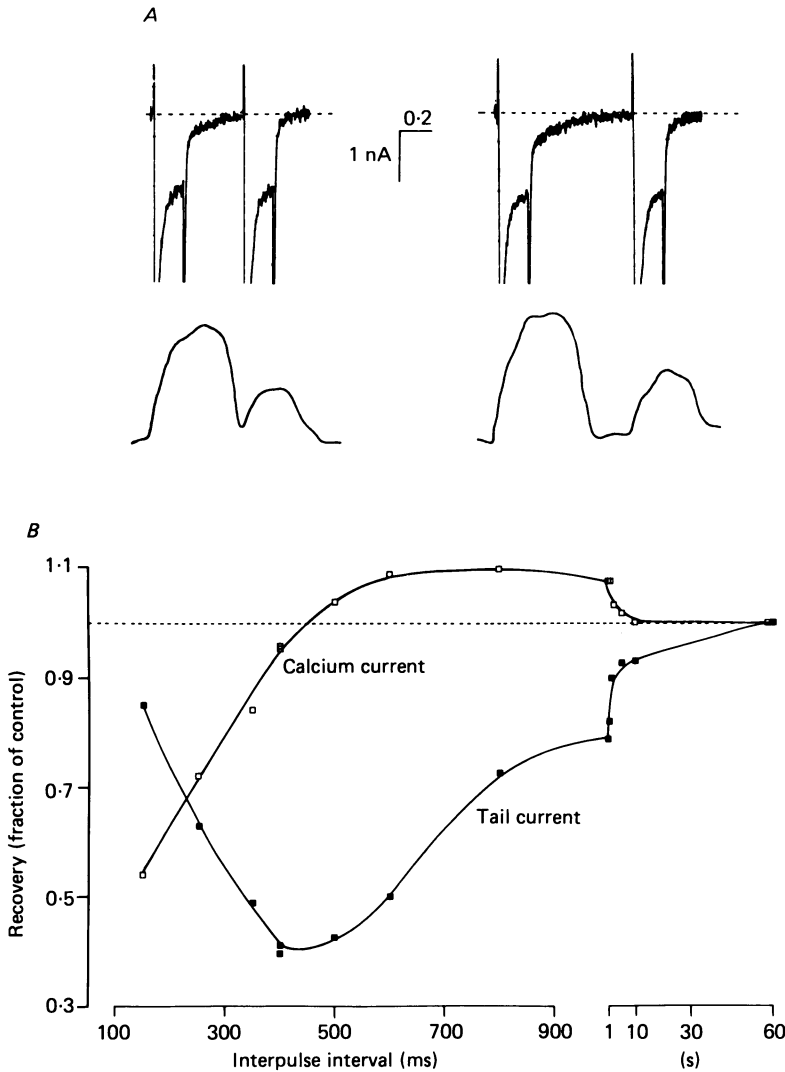 A
0·2
1 nA
B
Recovery (fraction of control)
1·1
0·9
0·7
0·5
0·3
Calcium current
Tail current
100 300 500 700 900 1 10 30 60
Interpulse interval (ms) (s)